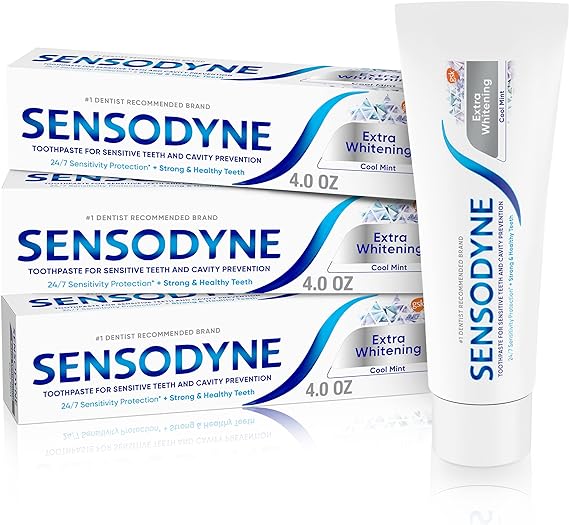 #1 DENTIST RECOMMENDED BRAND
SENSODYNE
TOOTHPASTE FOR SENSITIVE TEETH AND CAVITY PREVENTION
24/7 Sensitivity Protection* + Strong & Healthy Teeth
Extra
Whitening
Cool Mint
4.0 OZ
#1 DENTIST RECOMMENDED BRAND
SENSODYNE
TOOTHPASTE FOR SENSITIVE TEETH AND CAVITY PREVENTION
24/7 Sensitivity Protection* + Strong & Healthy Teeth
Extra
Whitening
Cool Mint
4.0 OZ
#1 DENTIST RECOMMENDED BRAND
SENSODYNE
TOOTHPASTE FOR SENSITIVE TEETH AND CAVITY PREVENTION
24/7 Sensitivity Protection* + Strong & Healthy Teeth
gsk
Extra
Whitening
Cool Mint
4.0 OZ
gsk
Extra
Whitening
Cool Mint
#1 DENTIST RECOMMENDED BRAND
SENSODYNE
TOOTHPASTE FOR SENSITIVE TEETH AND CAVITY PREVENTION
24/7 Sensitivity Protection* + Strong & Healthy Teeth